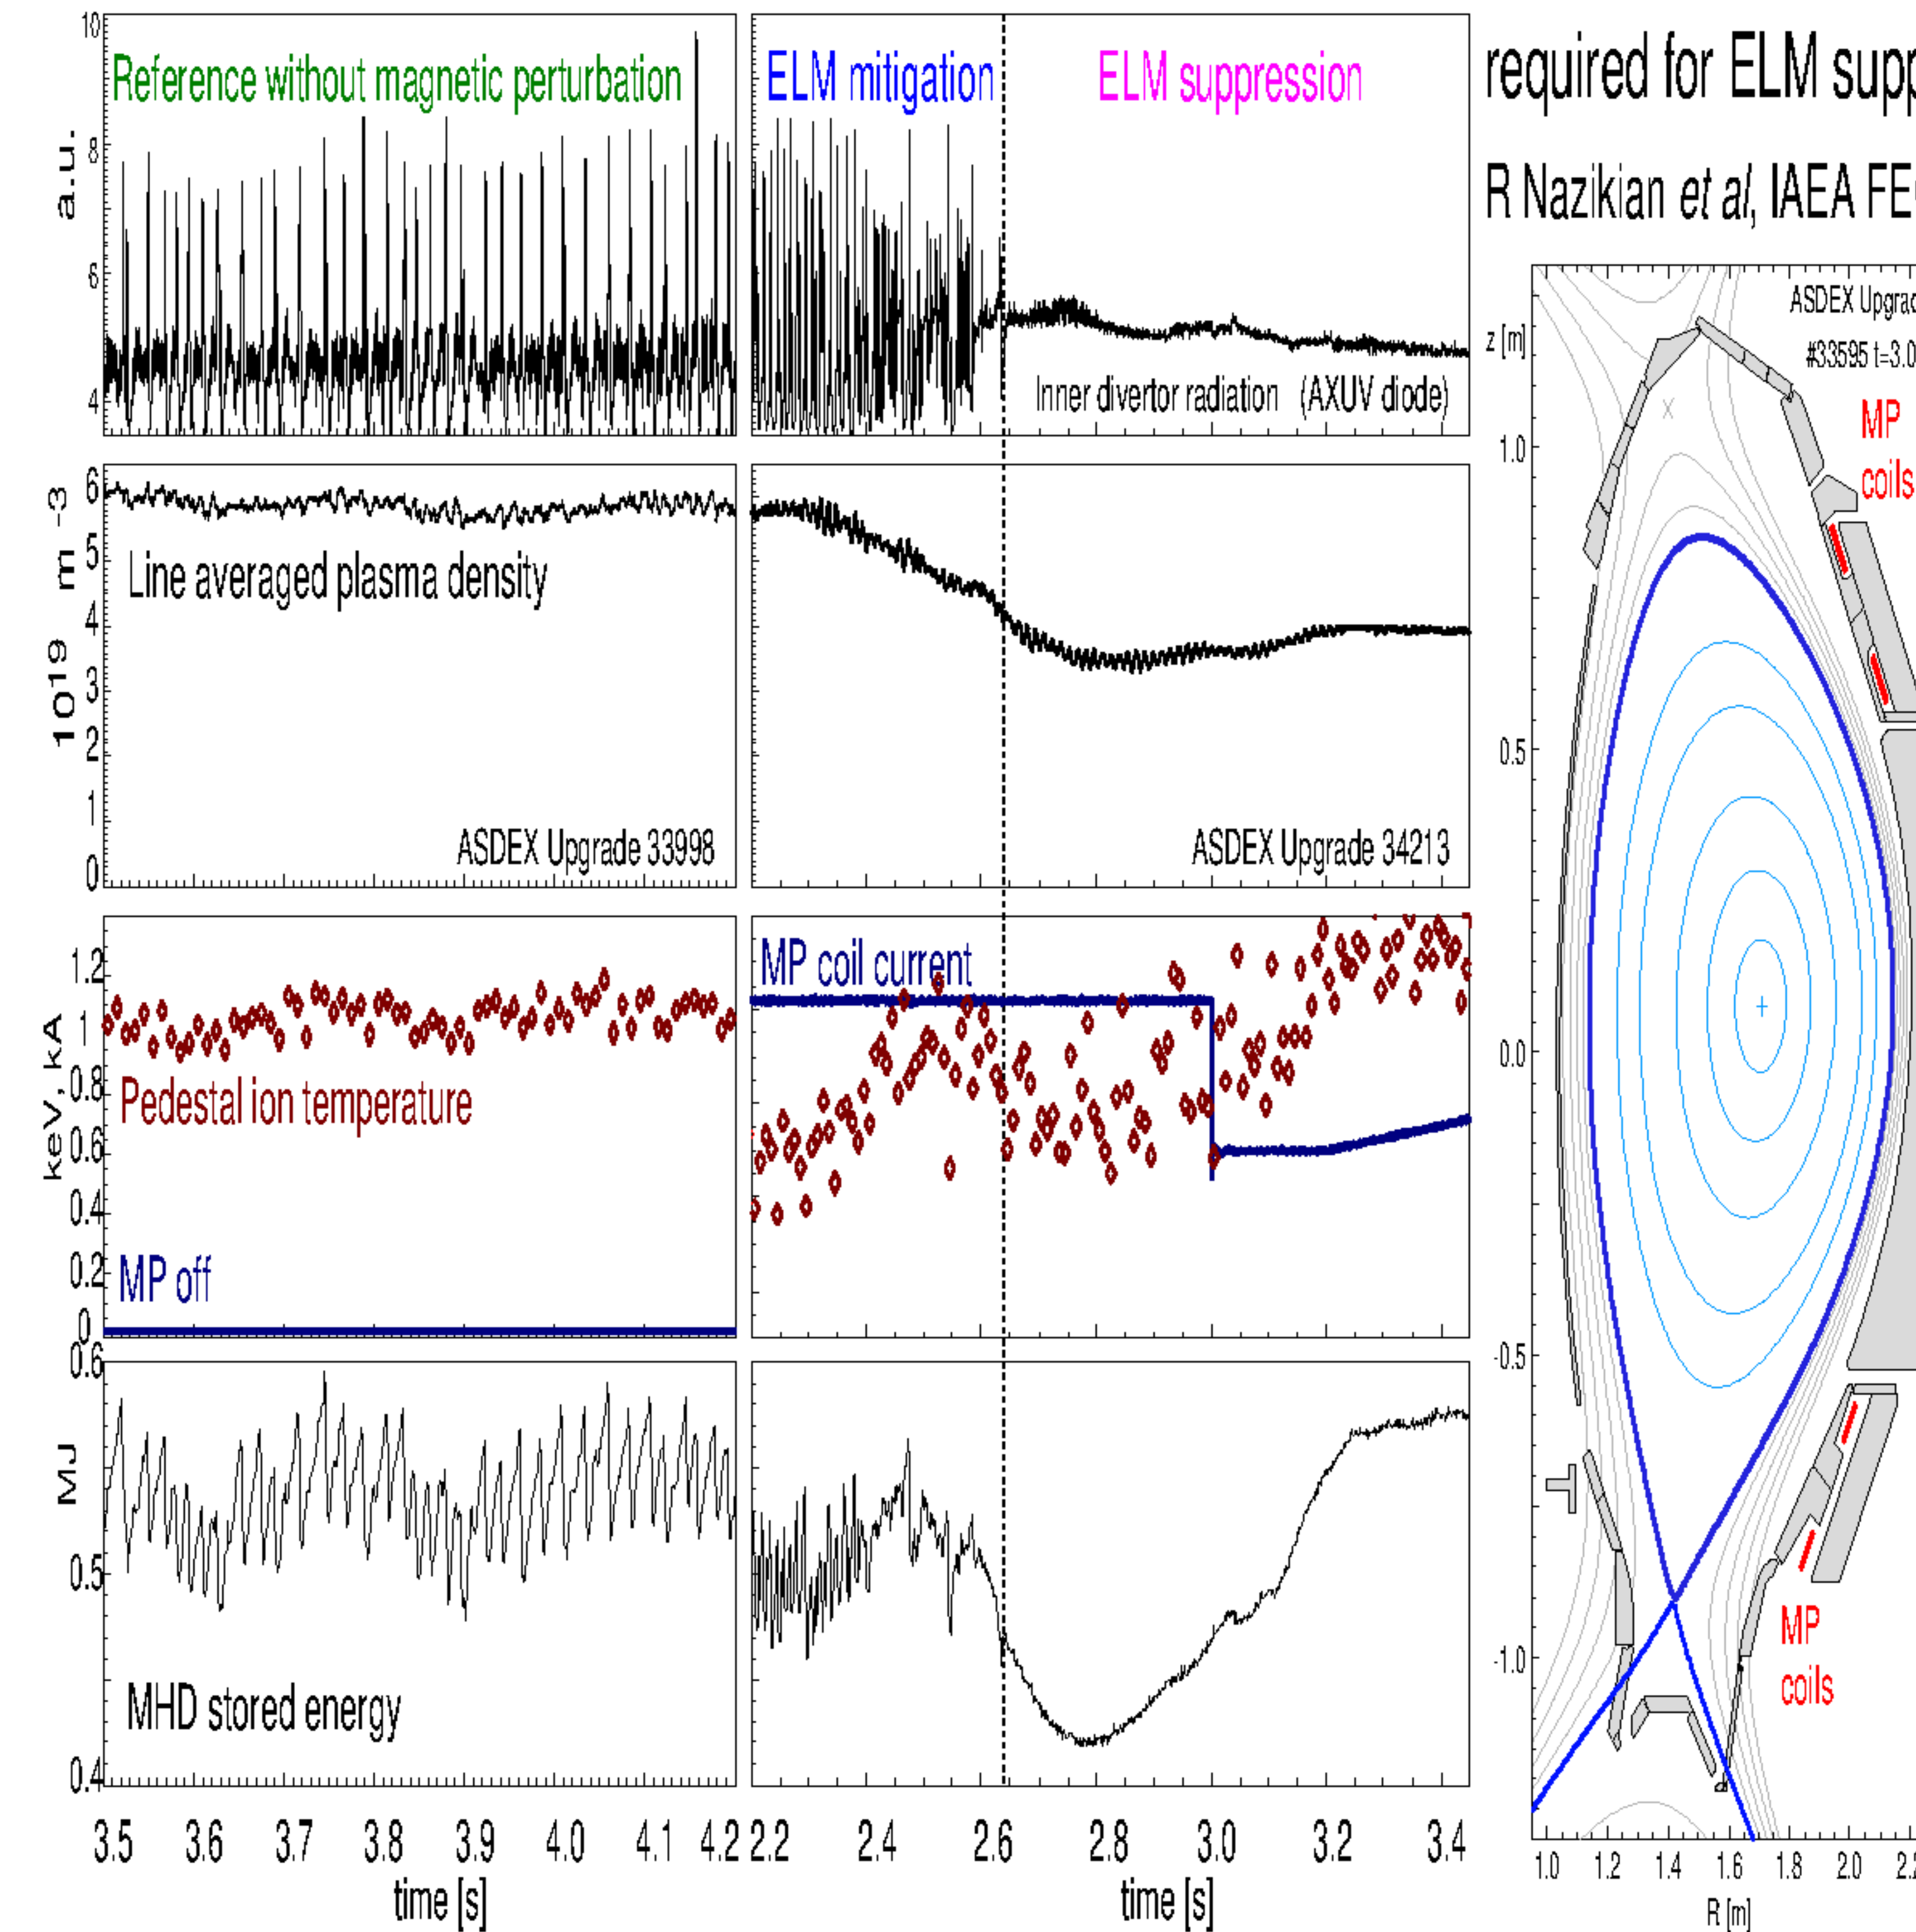 Reference without magnetic perturbation
ELM mitigation
ELM suppression
a.u.
10
8
6
4
Inner divertor radiation (AXUV diode)
10¹⁹ m⁻³
6
5
4
3
2
1
0
Line averaged plasma density
ASDEX Upgrade 33998
ASDEX Upgrade 34213
keV, kA
1.2
1
0.8
0.6
0.4
0.2
0
Pedestal ion temperature
MP off
MP coil current
MJ
0.6
0.5
0.4
MHD stored energy
3.5 3.6 3.7 3.8 3.9 4.0 4.1 4.2
time [s]
2.2 2.4 2.6 2.8 3.0 3.2 3.4
time [s]
required for ELM supp
R Nazikian et al, IAEA FE
ASDEX Upgra
#33595 t=3.0
z [m]
1.0
0.5
0.0
-0.5
-1.0
MP
coils
MP
coils
1.0 1.2 1.4 1.6 1.8 2.0 2.2
R [m]